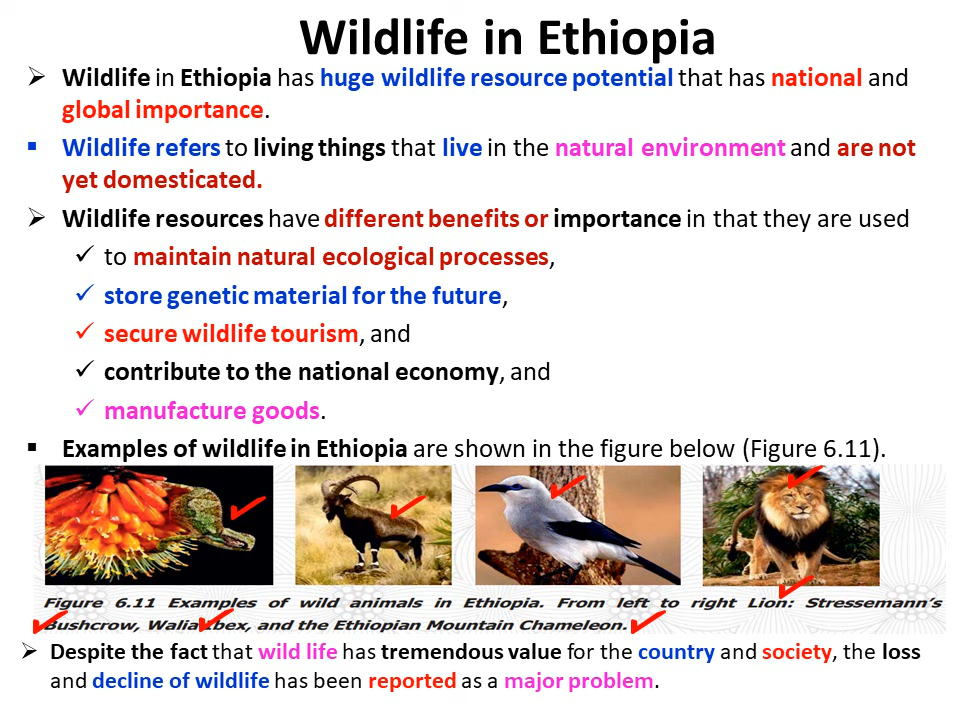 Wildlife in Ethiopia
Wildlife in Ethiopia has huge wildlife resource potential that has national and
global importance.
Wildlife refers to living things that live in the natural environment and are not
yet domesticated.
Wildlife resources have different benefits or importance in that they are used
to maintain natural ecological processes,
store genetic material for the future,
secure wildlife tourism, and
contribute to the national economy, and
manufacture goods.
Examples of wildlife in Ethiopia are shown in the figure below (Figure 6.11).
Figure 6.11 Examples of wild animals in Ethiopia. From left to right Lion: Stressemann's
Bushcrow, Walia Ibex, and the Ethiopian Mountain Chameleon.
Despite the fact that wild life has tremendous value for the country and society, the loss
and decline of wildlife has been reported as a major problem.